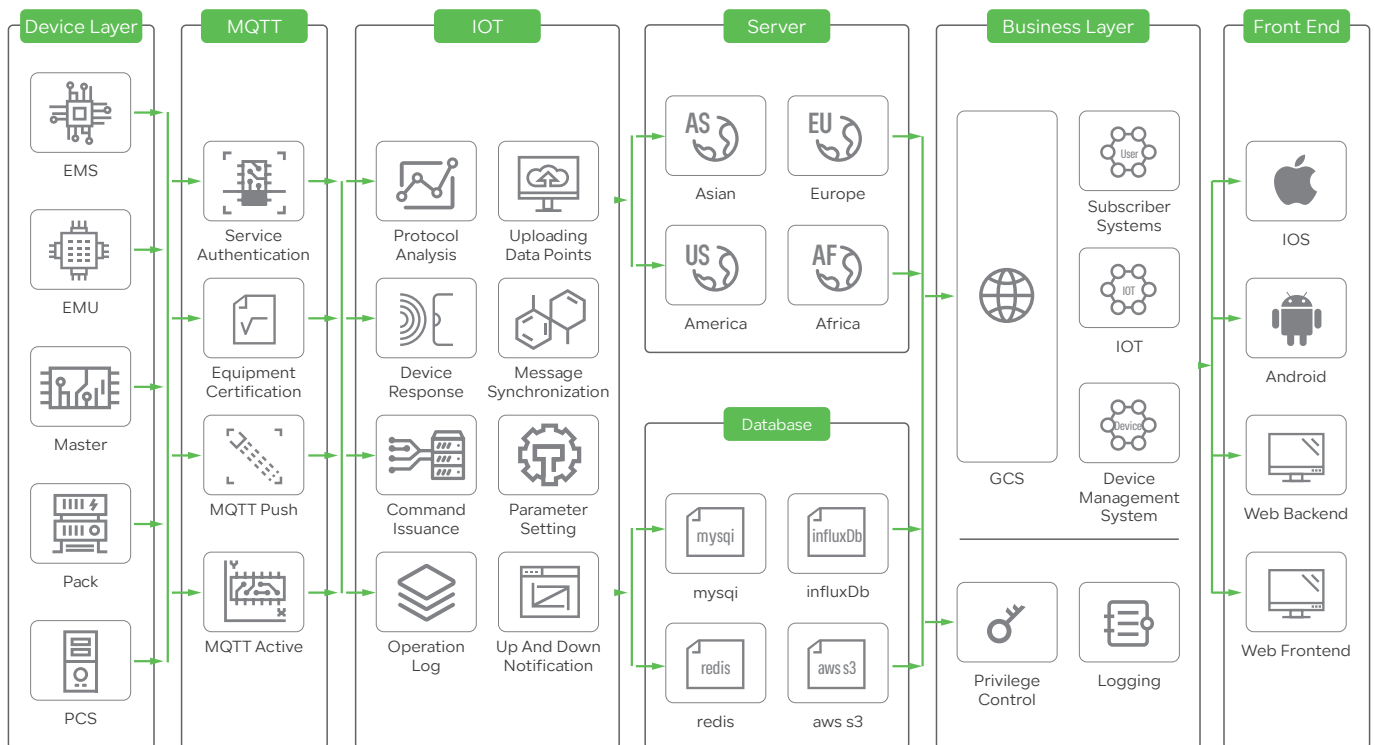 Device Layer
EMS
EMU
Master
Pack
PCS
MQTT
Service
Authentication
Equipment
Certification
MQTT Push
Y
X
MQTT Active
IOT
Protocol
Analysis
Uploading
Data Points
Device
Response
Message
Synchronization
Command
Issuance
Parameter
Setting
Operation
Log
Up And Down
Notification
Server
AS
Asian
EU
Europe
US
America
AF
Africa
Database
mysqi
mysqi
influxDb
influxDb
redis
redis
aws s3
aws s3
Business Layer
GCS
User
Subscriber
Systems
IOT
IOT
Device
Device
Management
System
Privilege
Control
Logging
Front End
IOS
Android
Web Backend
Web Frontend